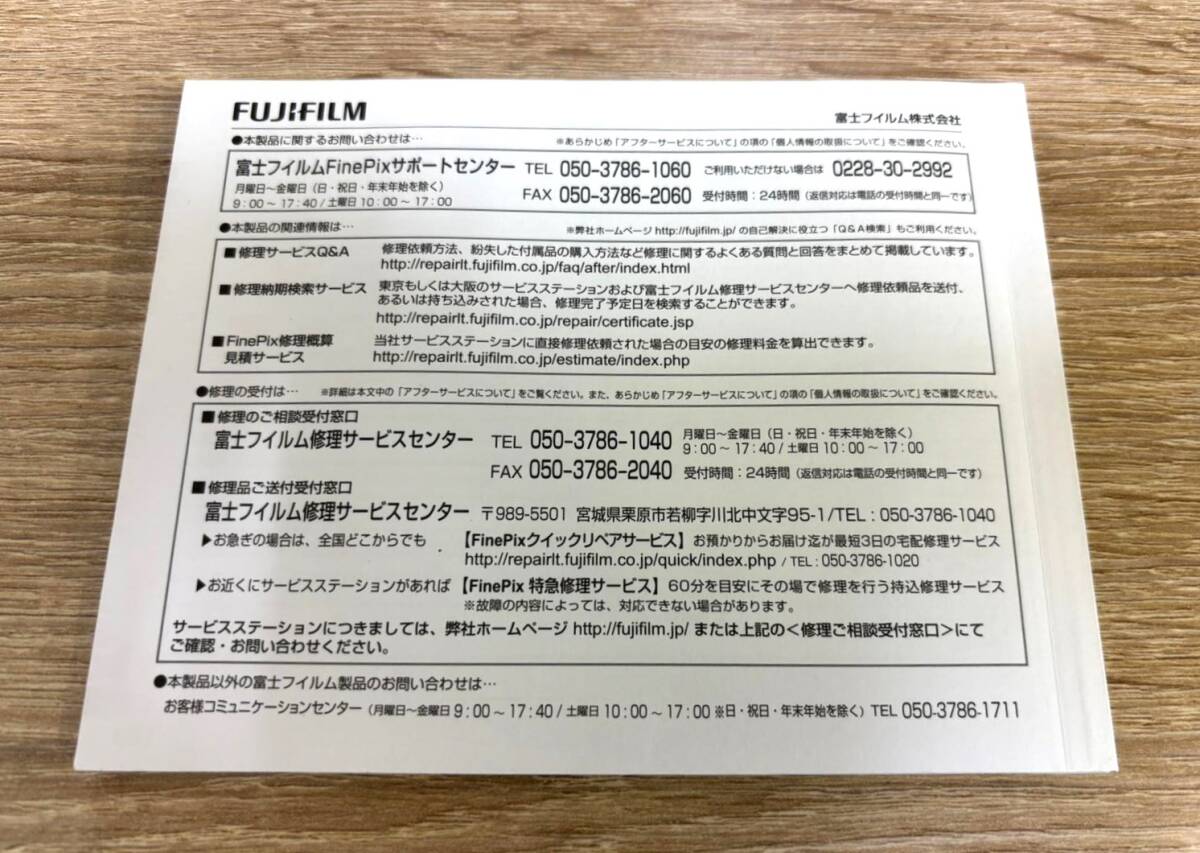 FUJIFILM
富士フイルム株式会社
●本製品に関するお問い合わせは… ※あらかじめ「アフターサービスについて」の項の「個人情報の取扱について」をご確認ください。
富士フイルムFinePixサポートセンター TEL 050-3786-1060 ご利用いただけない場合は 0228-30-2992
月曜日～金曜日（日・祝日・年末年始を除く）
9：00 ～ 17：40 / 土曜日 10：00 ～ 17：00
FAX 050-3786-2060 受付時間：24時間（返信対応は電話の受付時間と同一です）
●本製品の関連情報は… ※弊社ホームページ http://fujifilm.jp/ の自己解決に役立つ「Q&A検索」もご利用ください。
■修理サービスQ&A 修理依頼方法、紛失した付属品の購入方法など修理に関するよくある質問と回答をまとめて掲載しています。
http://repairlt.fujifilm.co.jp/faq/after/index.html
■修理納期検索サービス 東京もしくは大阪のサービスステーションおよび富士フイルム修理サービスセンターへ修理依頼品を送付、
あるいは持ち込みされた場合、修理完了予定日を検索することができます。
http://repairlt.fujifilm.co.jp/repair/certificate.jsp
■FinePix修理概算 当社サービスステーションに直接修理依頼された場合の目安の修理料金を算出できます。
見積サービス http://repairlt.fujifilm.co.jp/estimate/index.php
●修理の受付は… ※詳細は本文中の「アフターサービスについて」をご覧ください。また、あらかじめ「アフターサービスについて」の項の「個人情報の取扱について」をご確認ください。
■修理のご相談受付窓口
富士フイルム修理サービスセンター TEL 050-3786-1040 月曜日～金曜日（日・祝日・年末年始を除く）
9：00 ～ 17：40 / 土曜日 10：00 ～ 17：00
FAX 050-3786-2040 受付時間：24時間（返信対応は電話の受付時間と同一です）
■修理品ご送付受付窓口
富士フイルム修理サービスセンター 〒989-5501 宮城県栗原市若柳字川北中文字95-1/TEL：050-3786-1040
▶お急ぎの場合は、全国どこからでも 【FinePixクイックリペアサービス】お預かりからお届け迄が最短3日の宅配修理サービス
http://repairlt.fujifilm.co.jp/quick/index.php / TEL：050-3786-1020
▶お近くにサービスステーションがあれば 【FinePix 特急修理サービス】60分を目安にその場で修理を行う持込修理サービス
※故障の内容によっては、対応できない場合があります。
サービスステーションにつきましては、弊社ホームページ http://fujifilm.jp/ または上記の＜修理ご相談受付窓口＞にて
ご確認・お問い合わせください。
●本製品以外の富士フイルム製品のお問い合わせは…
お客様コミュニケーションセンター（月曜日～金曜日 9：00 ～ 17：40 / 土曜日 10：00 ～ 17：00 ※日・祝日・年末年始を除く）TEL 050-3786-1711